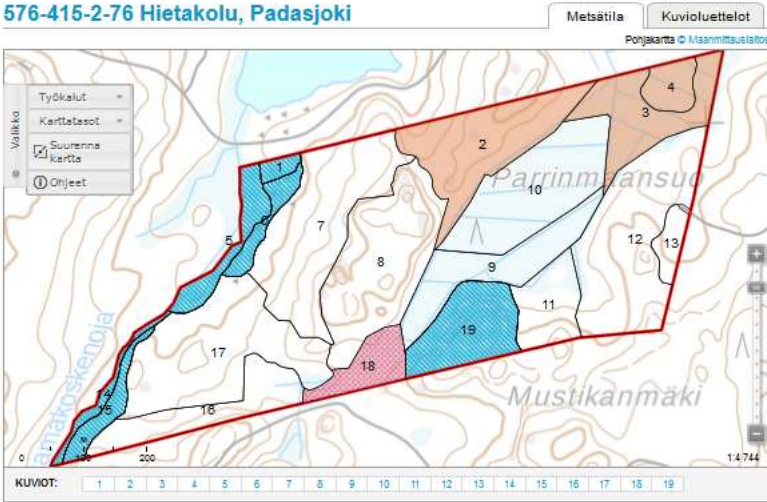 576-415-2-76 Hietakolu, Padasjoki
Metsätila
Kuvioluettelot
Pohjakartta © Maanmittauslaitos
Valikko
Työkalut
Karttatasot
Suurenna
kartta
Ohjeet
4
3
2
1
Parrinmaansuo
10
6
7
5
12
13
8
9
11
19
17
18
14
15
16
Mustikanmäki
0
100
200
1:4 744
KUVIOT: 1 2 3 4 5 6 7 8 9 10 11 12 13 14 15 16 17 18 19